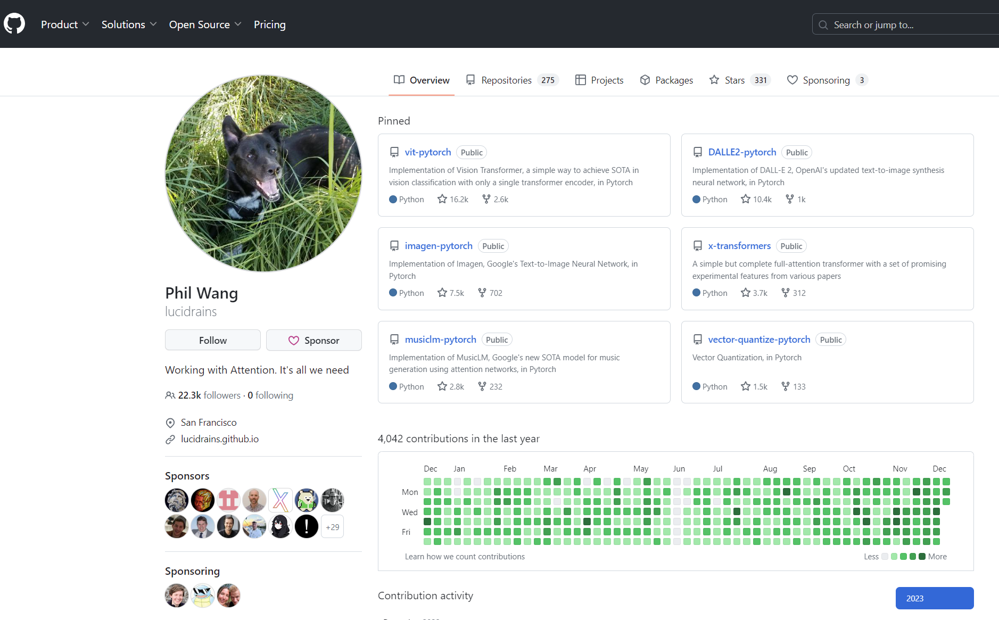 Product Solutions Open Source Pricing Search or jump to...
Overview Repositories 275 Projects Packages Stars 331 Sponsoring 3
Phil Wang
lucidrains
Follow Sponsor
Working with Attention. It's all we need
22.3k followers · 0 following
San Francisco
lucidrains.github.io
Sponsors
!
+29
Sponsoring
Pinned
vit-pytorch Public
Implementation of Vision Transformer, a simple way to achieve SOTA in
vision classification with only a single transformer encoder, in Pytorch
Python 16.2k 2.6k
DALLE2-pytorch Public
Implementation of DALL-E 2, OpenAI's updated text-to-image synthesis
neural network, in Pytorch
Python 10.4k 1k
imagen-pytorch Public
Implementation of Imagen, Google's Text-to-Image Neural Network, in
Pytorch
Python 7.5k 702
x-transformers Public
A simple but complete full-attention transformer with a set of promising
experimental features from various papers
Python 3.7k 312
musiclm-pytorch Public
Implementation of MusicLM, Google's new SOTA model for music
generation using attention networks, in Pytorch
Python 2.8k 232
vector-quantize-pytorch Public
Vector Quantization, in Pytorch
Python 1.5k 133
4,042 contributions in the last year
Dec Jan Feb Mar Apr May Jun Jul Aug Sep Oct Nov Dec
Mon
Wed
Fri
Learn how we count contributions Less More
Contribution activity
2023